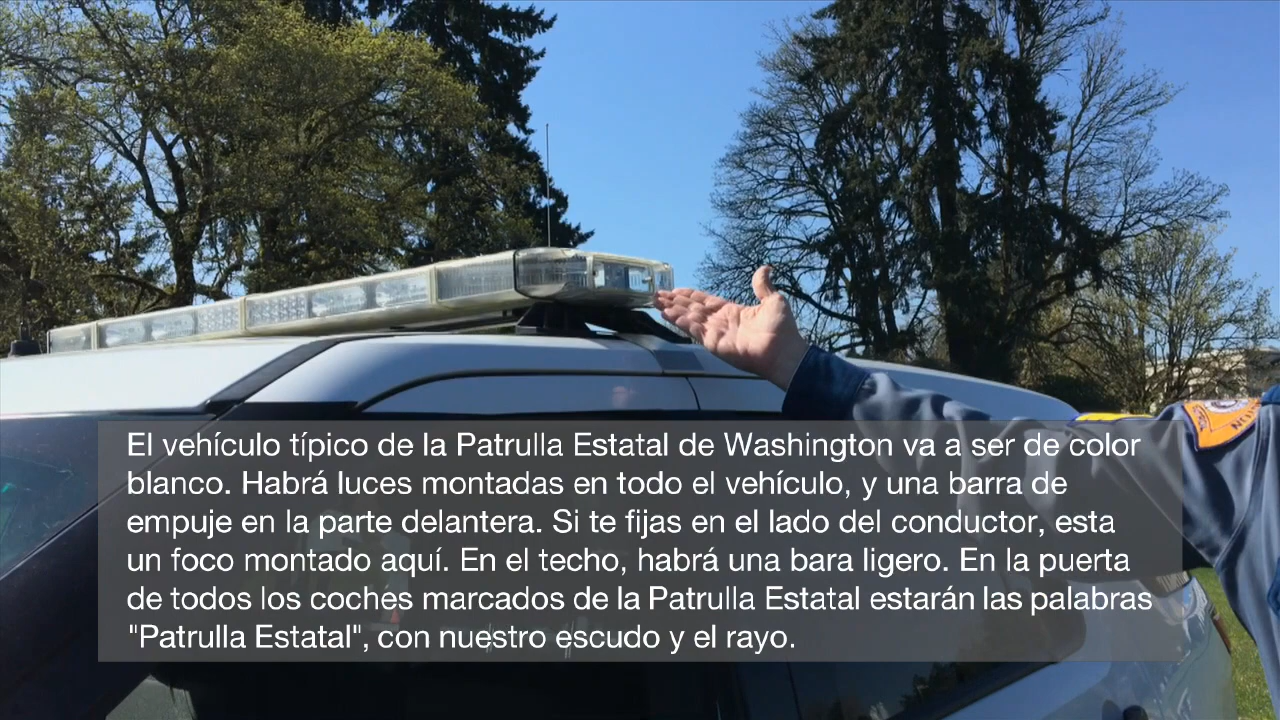 El vehículo típico de la Patrulla Estatal de Washington va a ser de color
blanco. Habrá luces montadas en todo el vehículo, y una barra de
empuje en la parte delantera. Si te fijas en el lado del conductor, esta
un foco montado aquí. En el techo, habrá una bara ligero. En la puerta
de todos los coches marcados de la Patrulla Estatal estarán las palabras
"Patrulla Estatal", con nuestro escudo y el rayo.